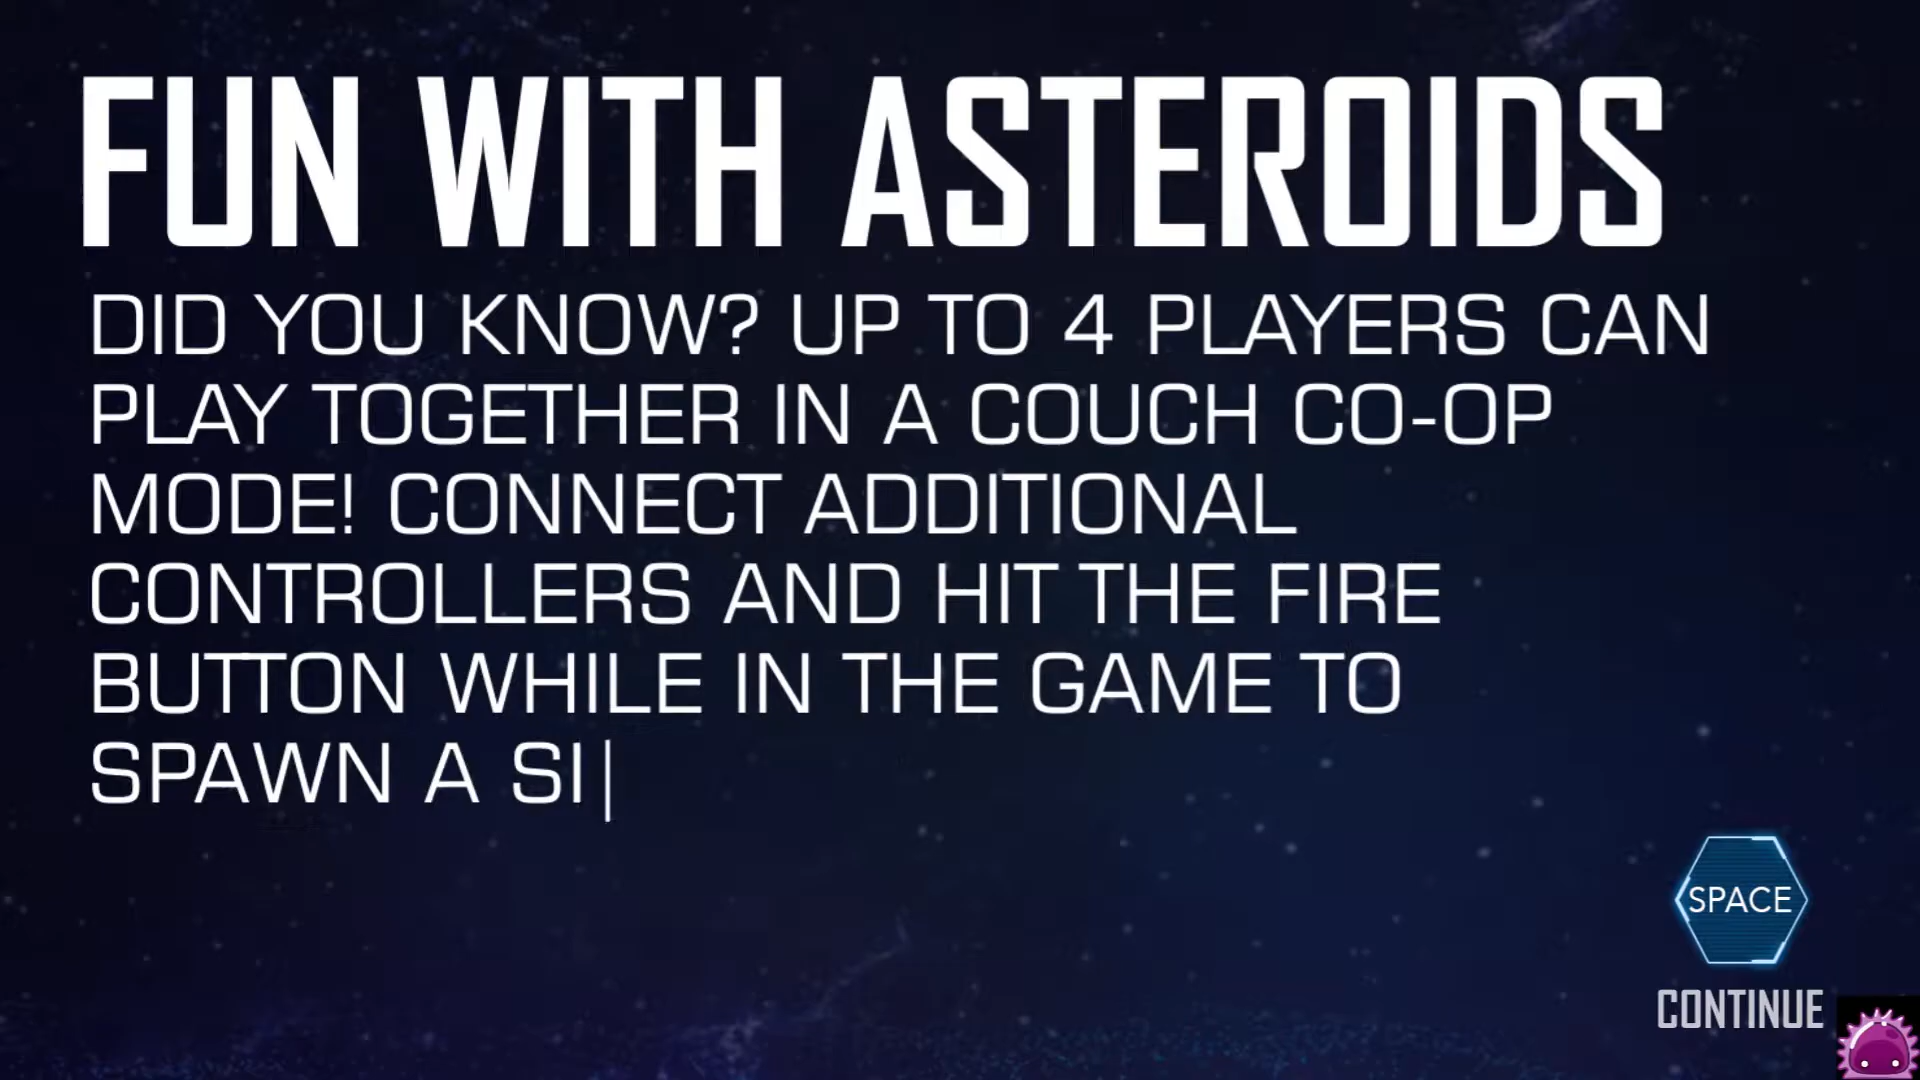 FUN WITH ASTEROIDS
DID YOU KNOW? UP TO 4 PLAYERS CAN
PLAY TOGETHER IN A COUCH CO-OP
MODE! CONNECT ADDITIONAL
CONTROLLERS AND HIT THE FIRE
BUTTON WHILE IN THE GAME TO
SPAWN A SI|
SPACE
CONTINUE